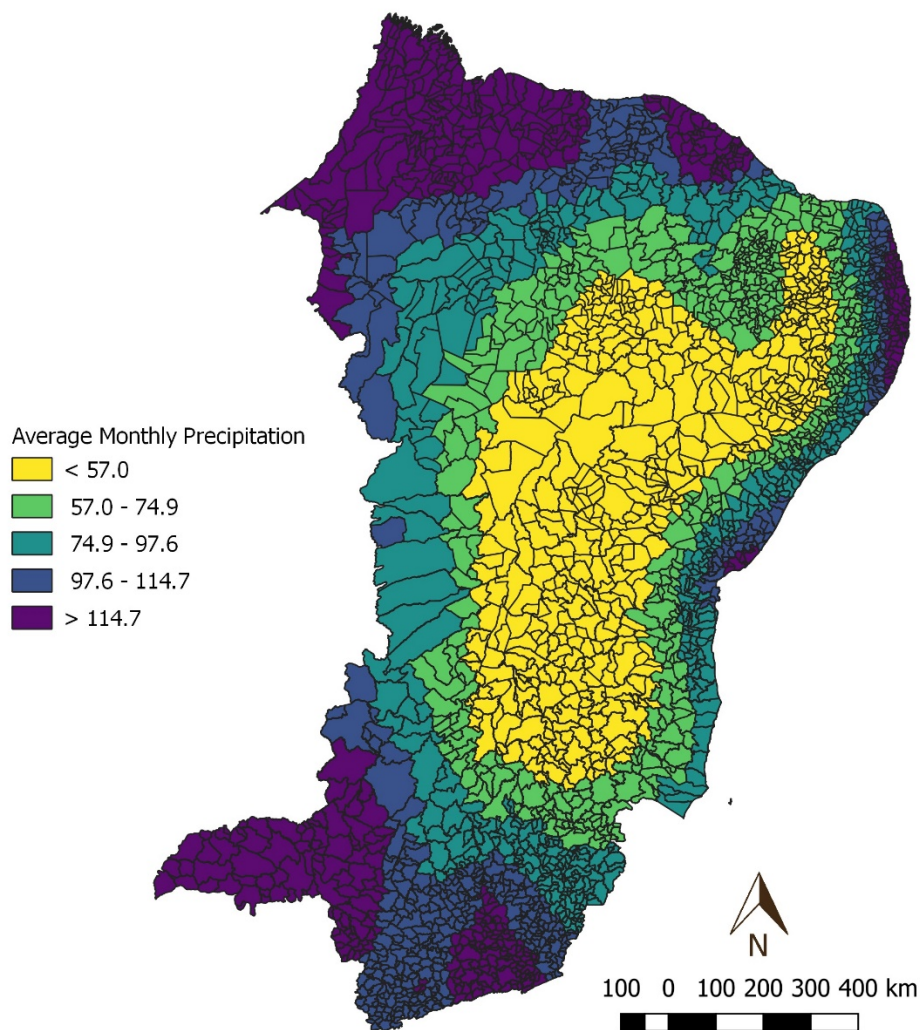 Average Monthly Precipitation
< 57.0
57.0 - 74.9
74.9 - 97.6
97.6 - 114.7
> 114.7
N
100 0 100 200 300 400 km